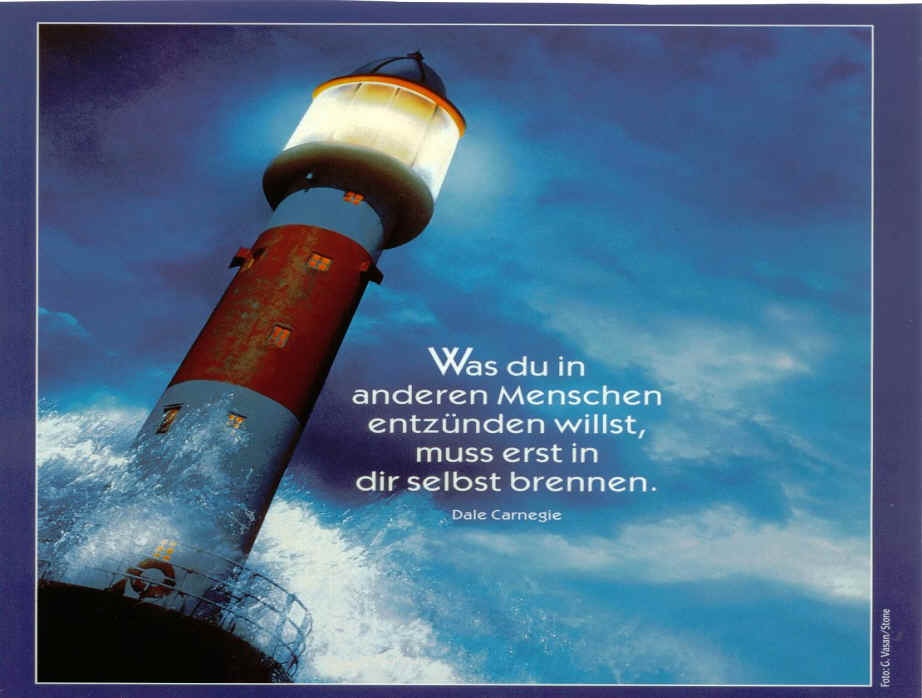 Was du in
anderen Menschen
entzünden willst,
muss erst in
dir selbst brennen.
Dale Carnegie
Foto: G. Vasan/Stone